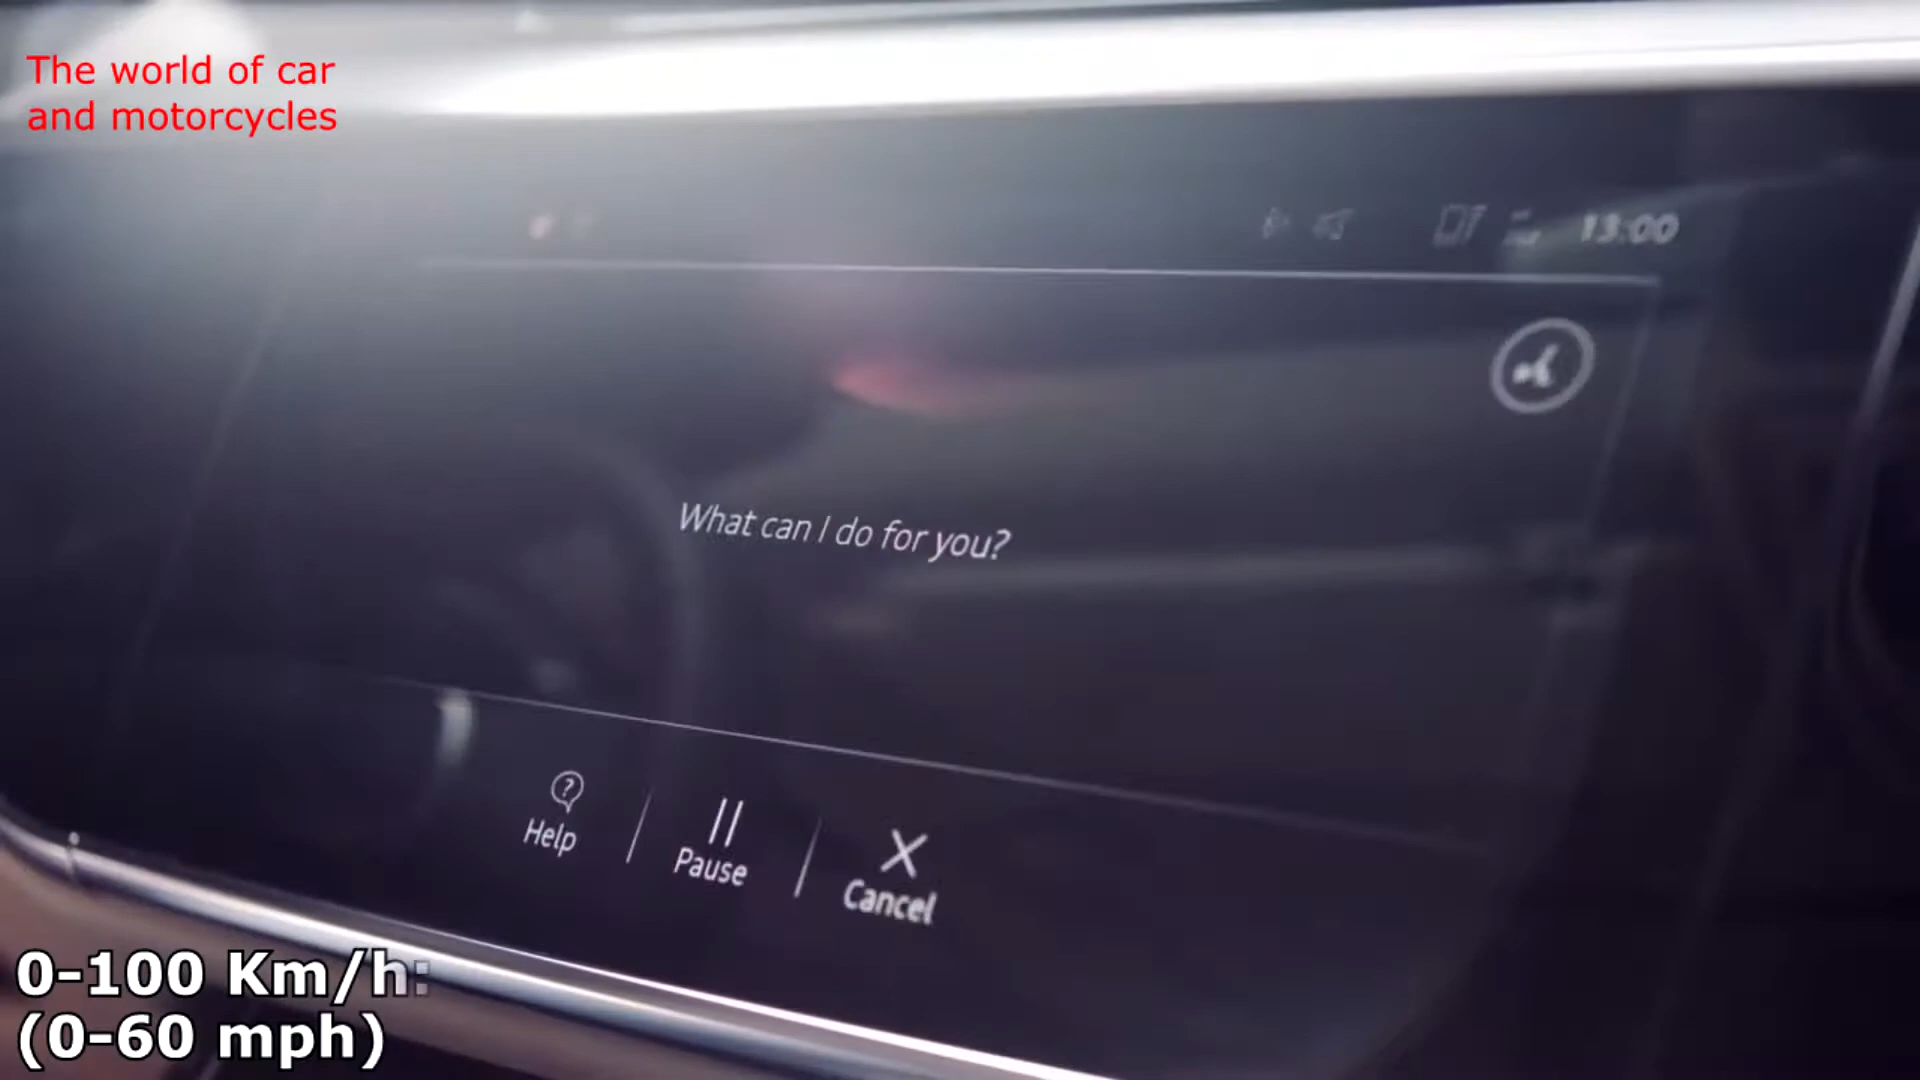 The world of car
and motorcycles
13:00
What can I do for you?
Help
Pause
Cancel
0-100 Km/h:
(0-60 mph)